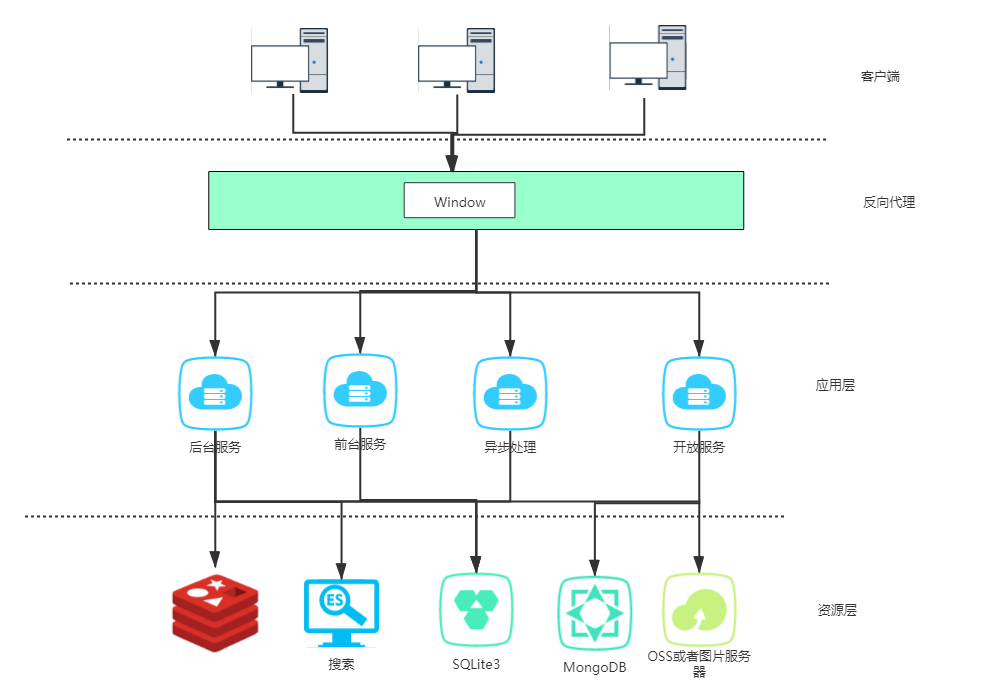 客户端
Window
反向代理
应用层
后台服务
前台服务
异步处理
开放服务
ES
资源层
搜索
SQLite3
MongoDB
OSS或者图片服务
器